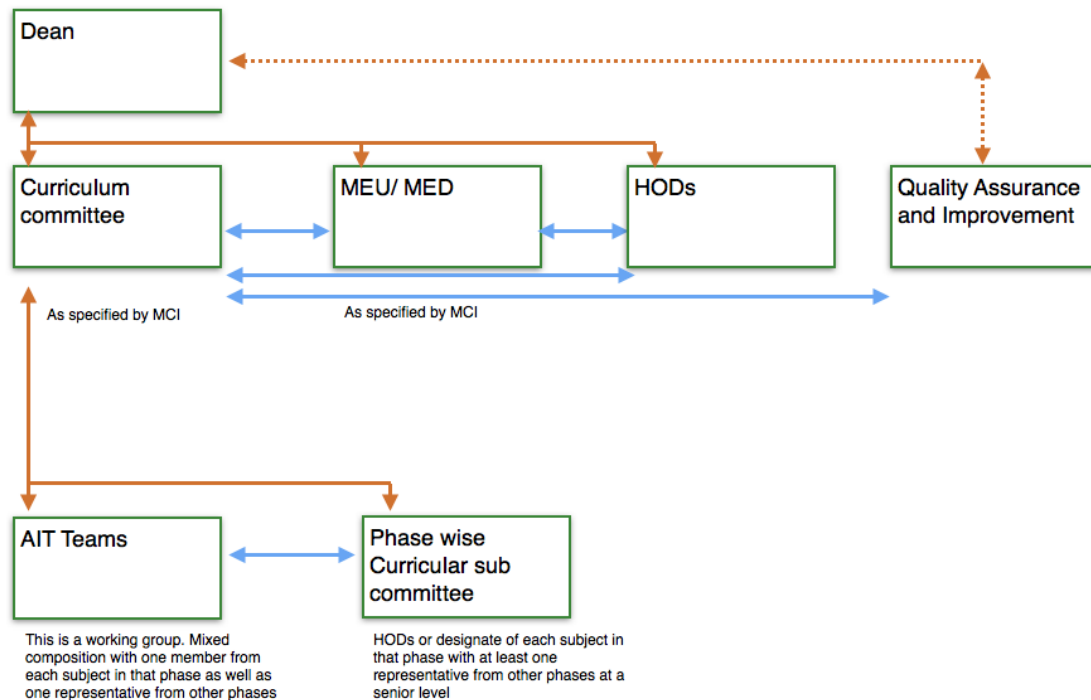 Dean
Curriculum
committee
MEU/ MED
HODs
Quality Assurance
and Improvement
As specified by MCI
As specified by MCI
AIT Teams
Phase wise
Curricular sub
committee
This is a working group. Mixed
composition with one member from
each subject in that phase as well as
one representative from other phases
HODs or designate of each subject in
that phase with at least one
representative from other phases at a
senior level